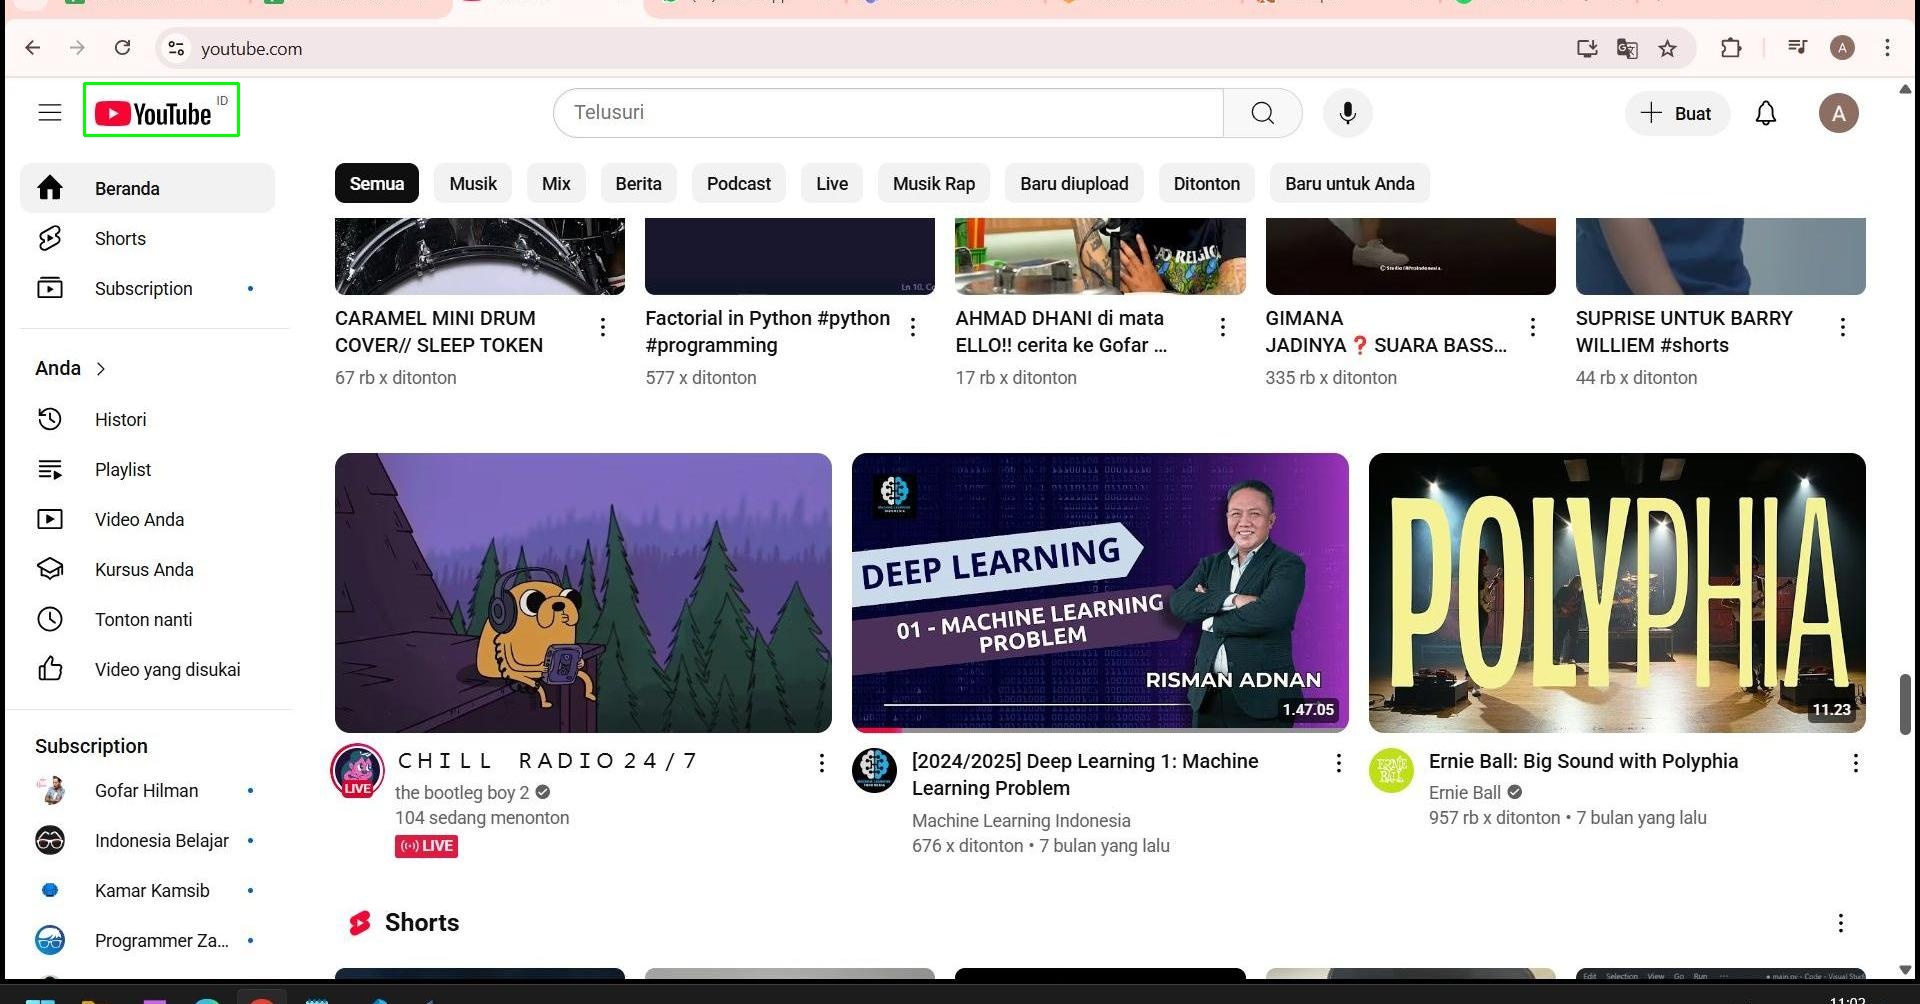 youtube.com
A
YouTube ID
Telusuri
Buat
A
Beranda
Shorts
Subscription
Anda
Histori
Playlist
Video Anda
Kursus Anda
Tonton nanti
Video yang disukai
Subscription
Gofar Hilman
Indonesia Belajar
Kamar Kamsib
Programmer Za...
Semua Musik Mix Berita Podcast Live Musik Rap Baru diupload Ditonton Baru untuk Anda
CARAMEL MINI DRUM
COVER// SLEEP TOKEN
67 rb x ditonton
Factorial in Python #python
#programming
577 x ditonton
AHMAD DHANI di mata
ELLO!! cerita ke Gofar ...
17 rb x ditonton
GIMANA
JADINYA❓ SUARA BASS...
335 rb x ditonton
SUPRISE UNTUK BARRY
WILLIEM #shorts
44 rb x ditonton
LIVE
CHILL RADIO 24/7
the bootleg boy 2
104 sedang menonton
LIVE
DEEP LEARNING
01 - MACHINE LEARNING
PROBLEM
RISMAN ADNAN
1.47.05
[2024/2025] Deep Learning 1: Machine
Learning Problem
Machine Learning Indonesia
676 x ditonton • 7 bulan yang lalu
POLYPHIA
11.23
ERNIE
BALL
Ernie Ball: Big Sound with Polyphia
Ernie Ball
957 rb x ditonton • 7 bulan yang lalu
Shorts
Edit Selection View Go Run ...